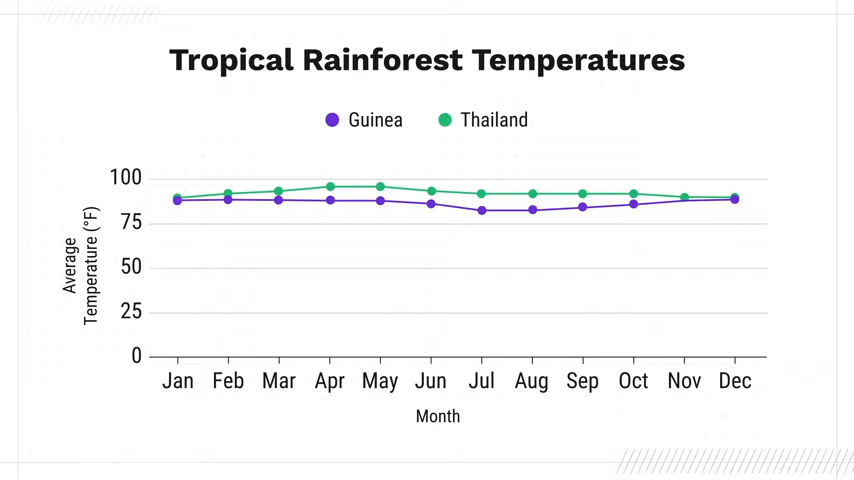 Tropical Rainforest Temperatures
Guinea
Thailand
100
75
50
25
0
Average
Temperature (°F)
Jan Feb Mar Apr May Jun Jul Aug Sep Oct Nov Dec
Month